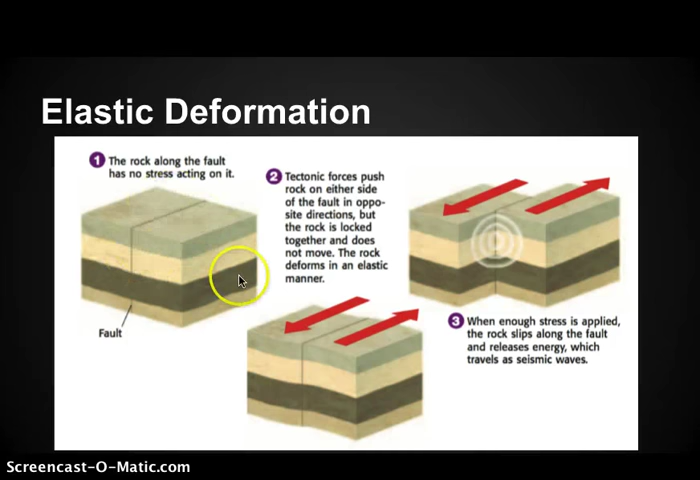 Elastic Deformation
1 The rock along the fault
has no stress acting on it.
Fault
2 Tectonic forces push
rock on either side
of the fault in oppo-
site directions, but
the rock is locked
together and does
not move. The rock
deforms in an elastic
manner.
3 When enough stress is applied,
the rock slips along the fault
and releases energy, which
travels as seismic waves.
Screencast-O-Matic.com